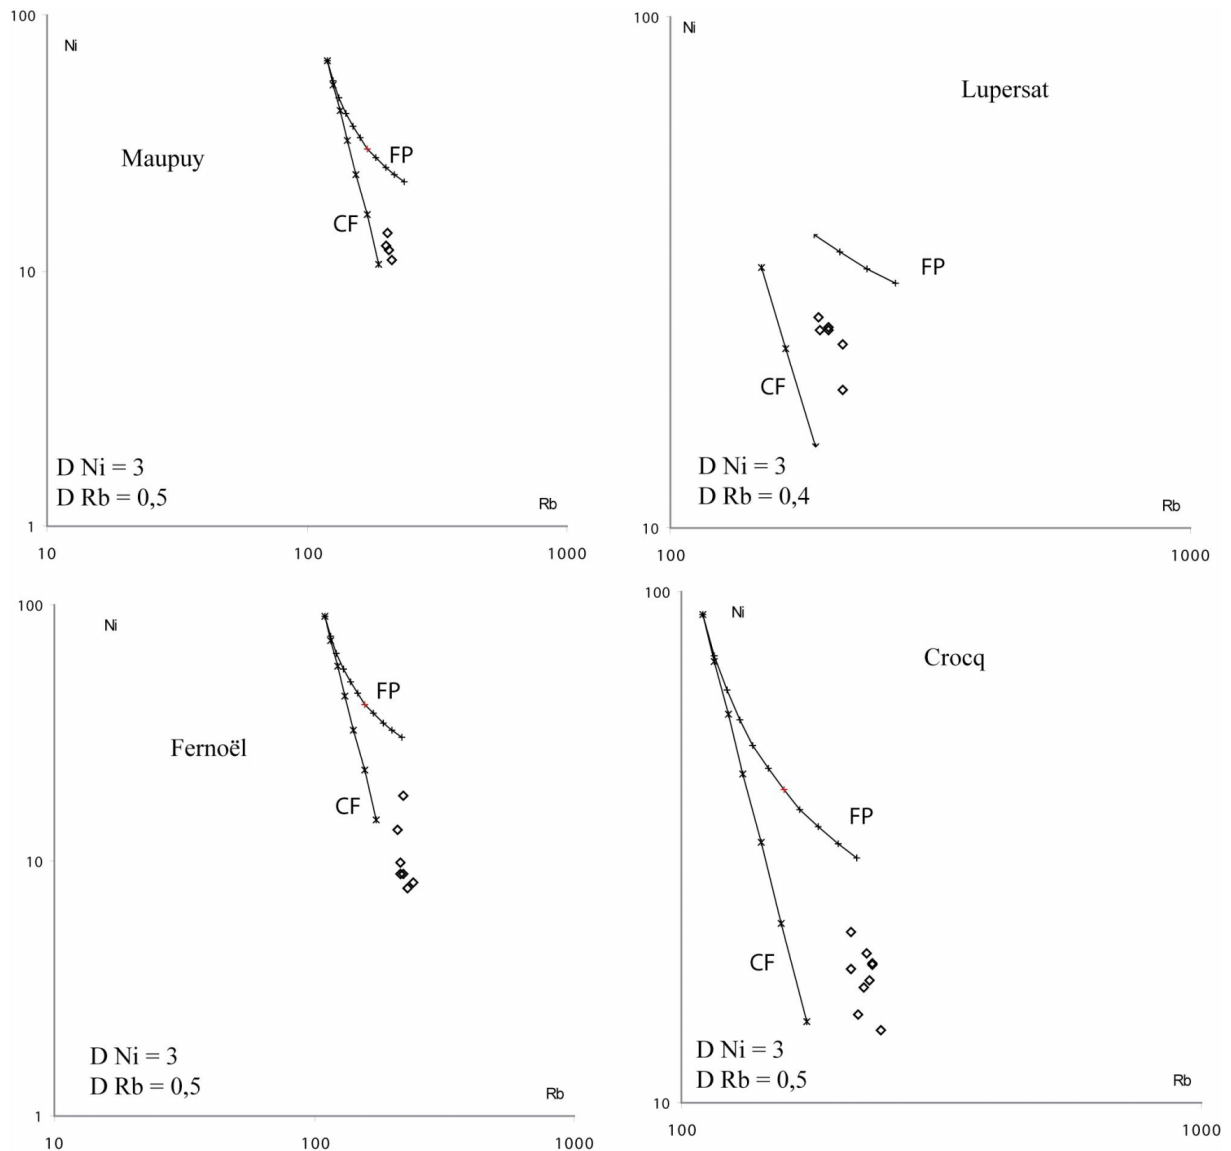 100
Ni
Maupuy
FP
CF
10
D Ni = 3
D Rb = 0,5
Rb
1
10
100
1000
100
Ni
Lupersat
FP
CF
D Ni = 3
D Rb = 0,4
Rb
10
100
1000
100
Ni
Fernoël
FP
CF
10
D Ni = 3
D Rb = 0,5
Rb
1
10
100
1000
100
Ni
Crocq
FP
CF
D Ni = 3
D Rb = 0,5
Rb
10
100
1000